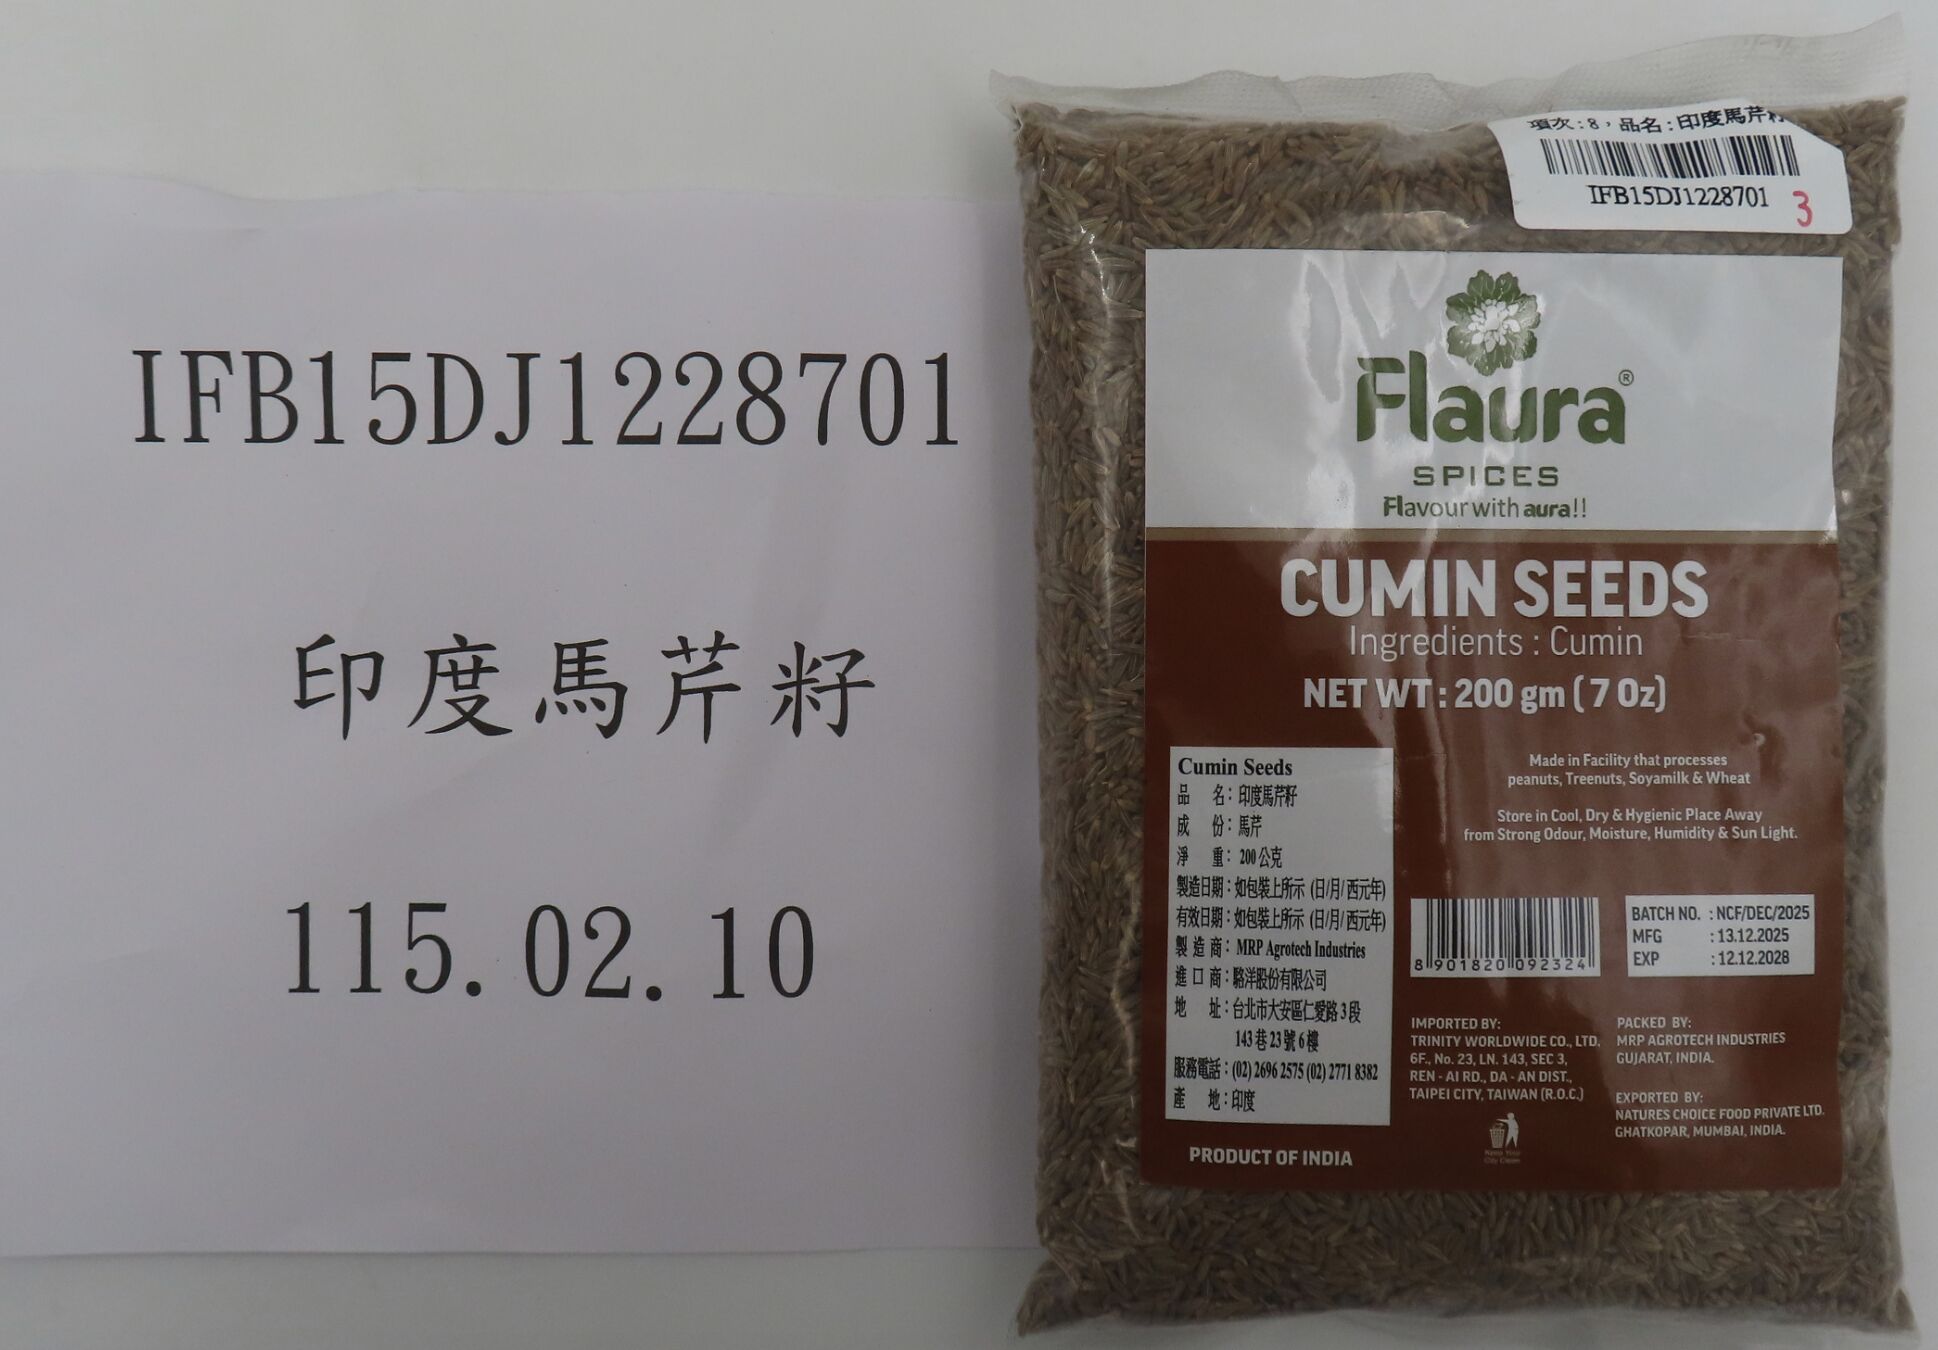 IFB15DJ1228701
印度馬芹籽
115.02.10
項次:8，品名:印度馬芹籽
IFB15DJ1228701 3
Flaura®
SPICES
Flavour with aura!!
CUMIN SEEDS
Ingredients : Cumin
NET WT : 200 gm ( 7 Oz)
Made in Facility that processes
peanuts, Treenuts, Soyamilk & Wheat
Store in Cool, Dry & Hygienic Place Away
from Strong Odour, Moisture, Humidity & Sun Light.
Cumin Seeds
品 名：印度馬芹籽
成 份：馬芹
淨 重： 200 公克
製造日期：如包裝上所示 (日/月/ 西元年)
有效日期：如包裝上所示 (日/月/ 西元年)
製 造 商： MRP Agrotech Industries
進 口 商：駱洋股份有限公司
地 址：台北市大安區仁愛路 3 段
143 巷 23 號 6 樓
服務電話：(02) 2696 2575 (02) 2771 8382
產 地：印度
8 901820 092324
BATCH NO. : NCF/DEC/2025
MFG : 13.12.2025
EXP : 12.12.2028
IMPORTED BY:
TRINITY WORLDWIDE CO., LTD.
6F., No. 23, LN. 143, SEC 3,
REN - AI RD., DA - AN DIST.,
TAIPEI CITY, TAIWAN (R.O.C.)
PACKED BY:
MRP AGROTECH INDUSTRIES
GUJARAT, INDIA.
EXPORTED BY:
NATURES CHOICE FOOD PRIVATE LTD.
GHATKOPAR, MUMBAI, INDIA.
Keep Your
City Clean
PRODUCT OF INDIA